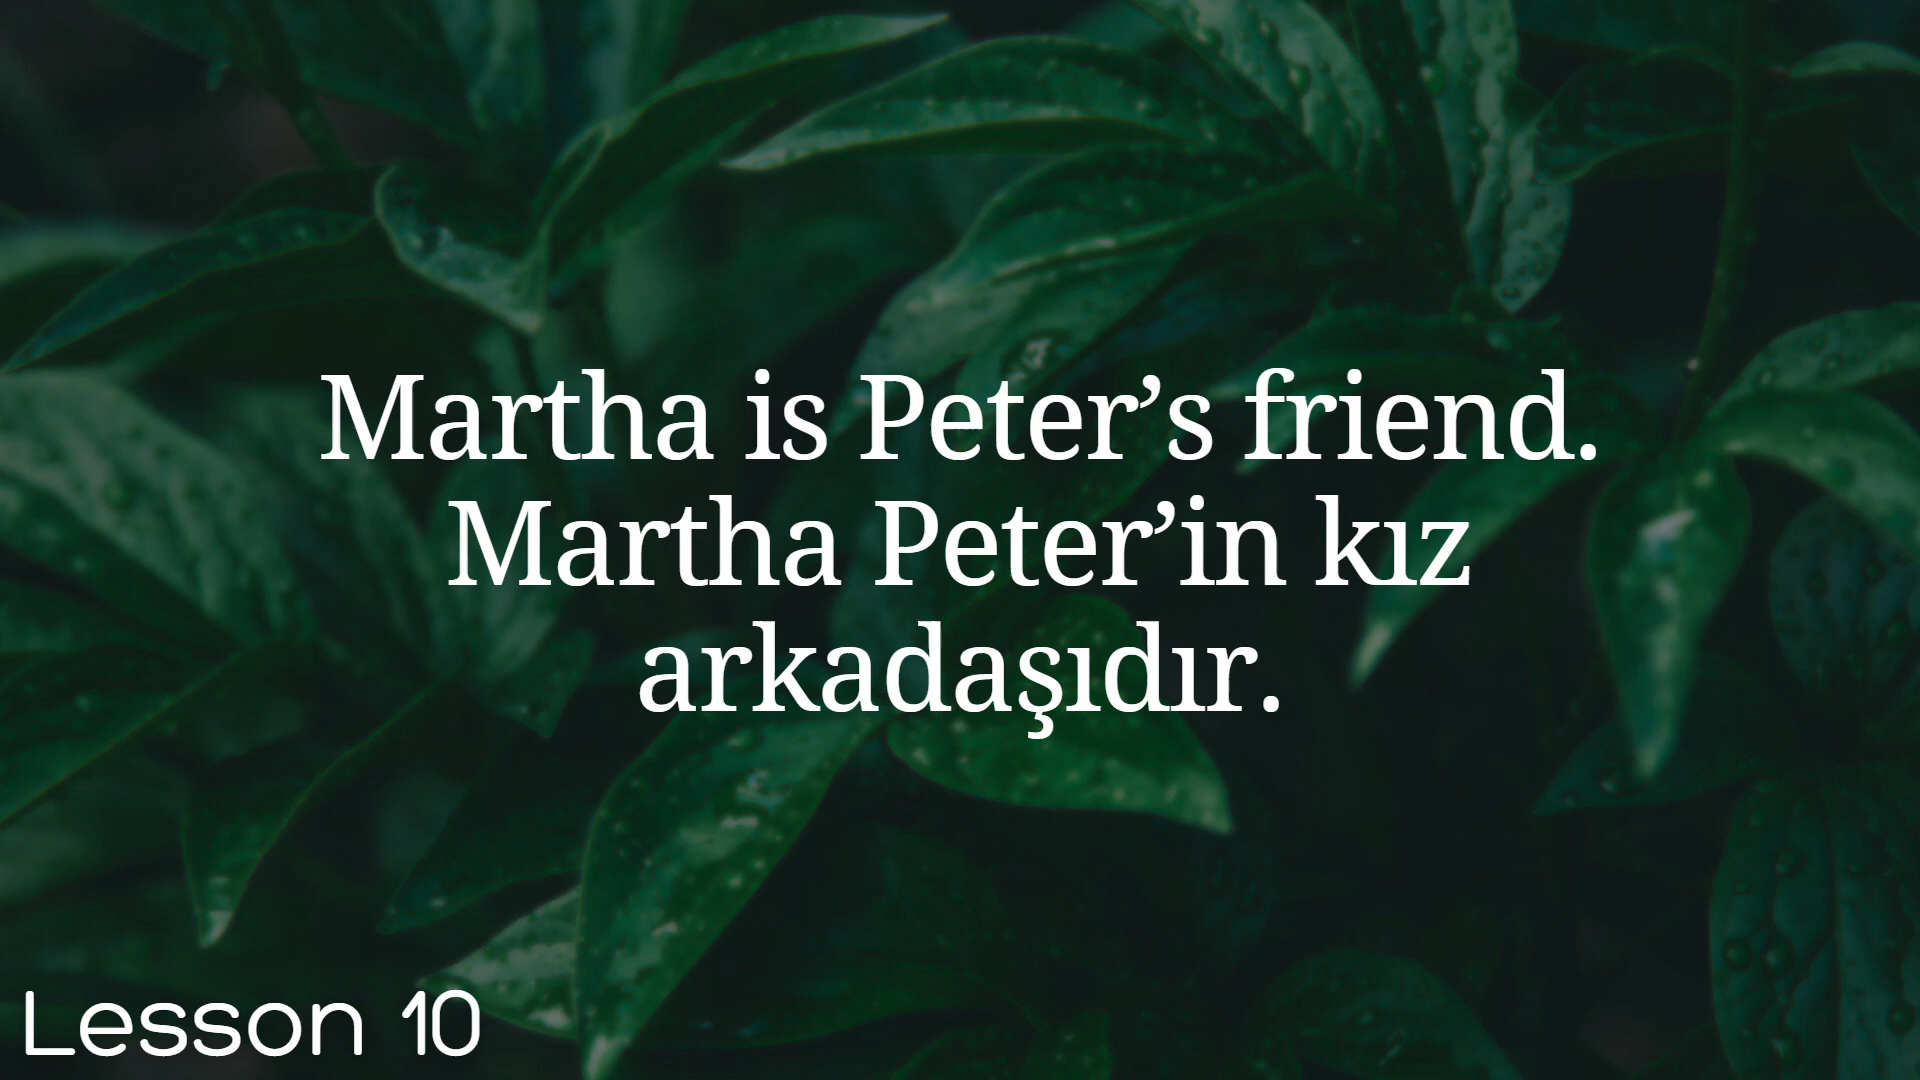 Martha is Peter’s friend.
Martha Peter’in kız
arkadaşıdır.
Lesson 10